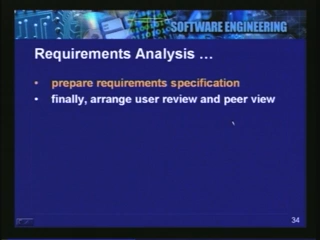 SOFTWARE ENGINEERING
Requirements Analysis ...
• prepare requirements specification
• finally, arrange user review and peer view
34